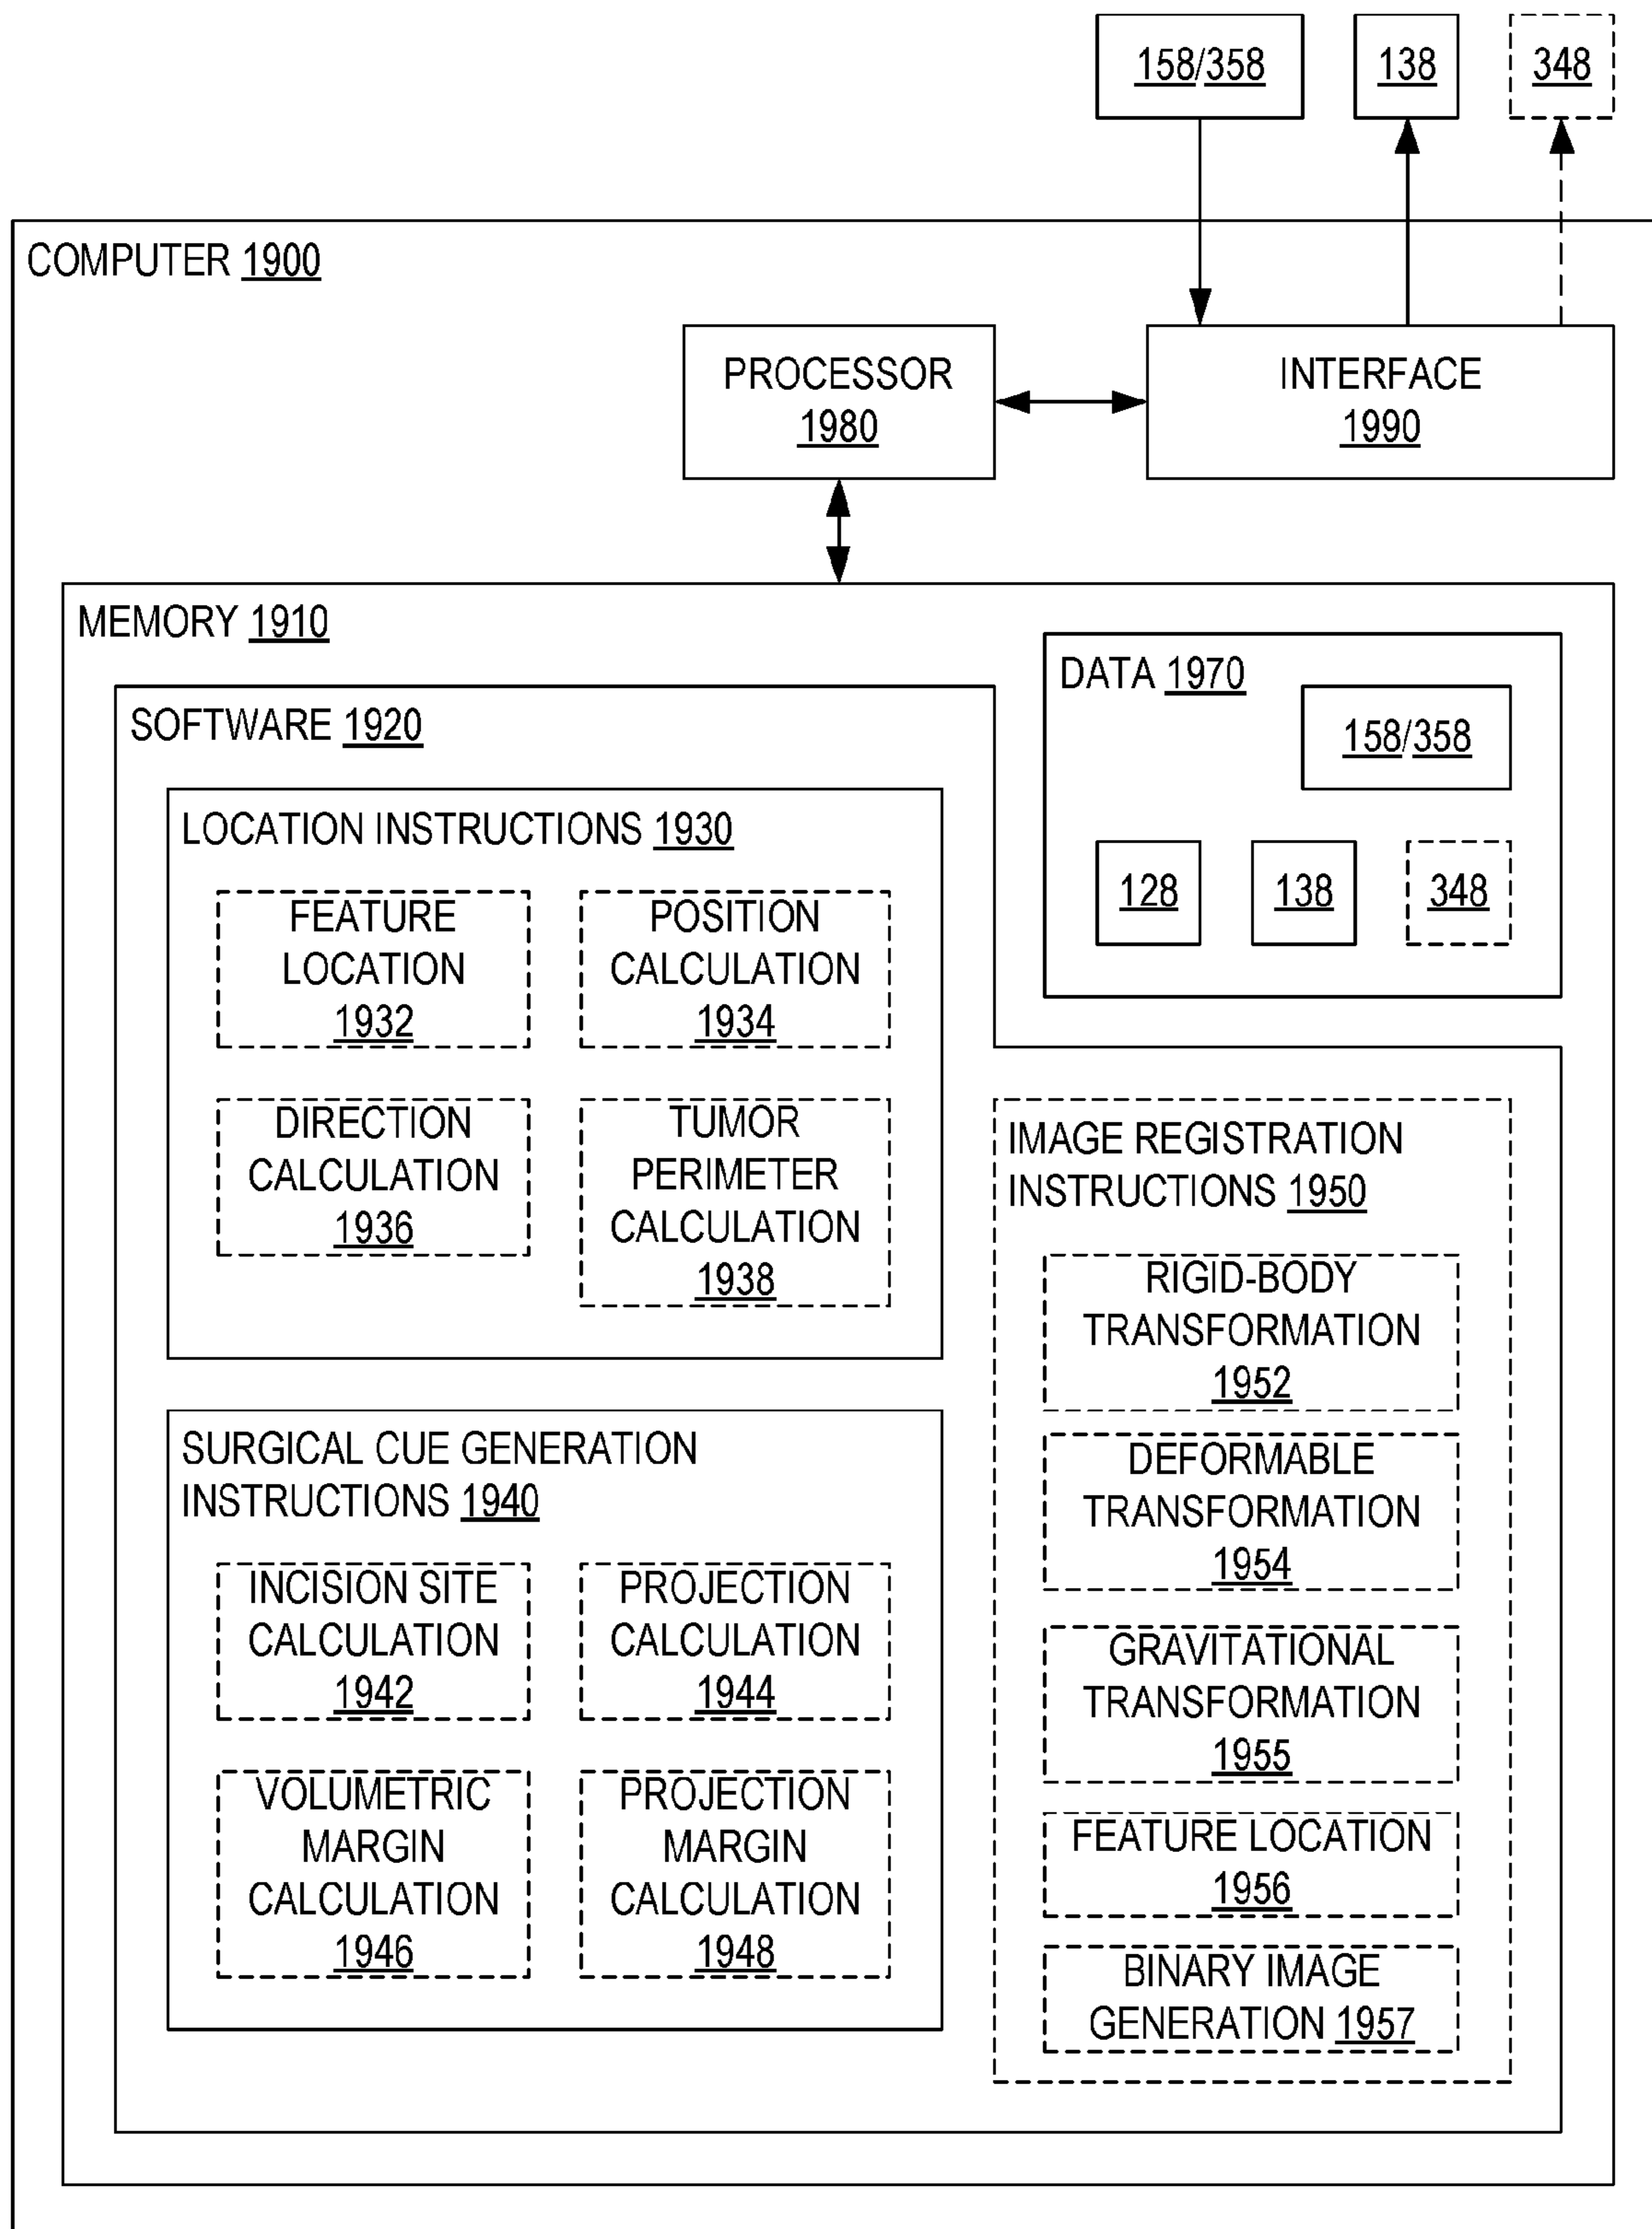 158/358
138
348
COMPUTER 1900
PROCESSOR
1980
INTERFACE
1990
MEMORY 1910
DATA 1970
158/358
128
138
348
SOFTWARE 1920
LOCATION INSTRUCTIONS 1930
FEATURE
LOCATION
1932
POSITION
CALCULATION
1934
DIRECTION
CALCULATION
1936
TUMOR
PERIMETER
CALCULATION
1938
SURGICAL CUE GENERATION
INSTRUCTIONS 1940
INCISION SITE
CALCULATION
1942
PROJECTION
CALCULATION
1944
VOLUMETRIC
MARGIN
CALCULATION
1946
PROJECTION
MARGIN
CALCULATION
1948
IMAGE REGISTRATION
INSTRUCTIONS 1950
RIGID-BODY
TRANSFORMATION
1952
DEFORMABLE
TRANSFORMATION
1954
GRAVITATIONAL
TRANSFORMATION
1955
FEATURE LOCATION
1956
BINARY IMAGE
GENERATION 1957